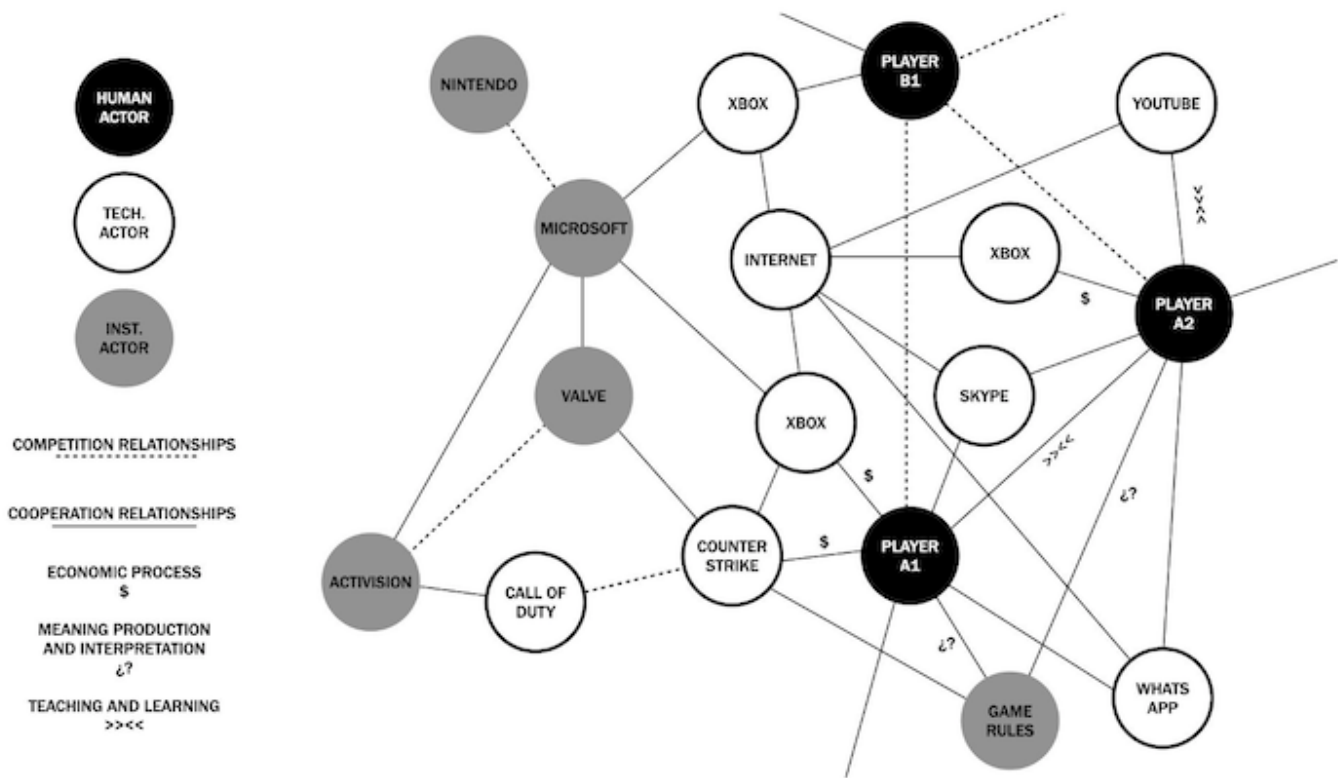 HUMAN
ACTOR
TECH.
ACTOR
INST.
ACTOR
COMPETITION RELATIONSHIPS
COOPERATION RELATIONSHIPS
ECONOMIC PROCESS
$
MEANING PRODUCTION
AND INTERPRETATION
¿?
TEACHING AND LEARNING
>><<
NINTENDO
XBOX
PLAYER
B1
YOUTUBE
>><<
MICROSOFT
INTERNET
XBOX
$
PLAYER
A2
VALVE
XBOX
SKYPE
$
>><<
¿?
ACTIVISION
CALL OF
DUTY
COUNTER
STRIKE
$
PLAYER
A1
¿?
GAME
RULES
WHATS
APP